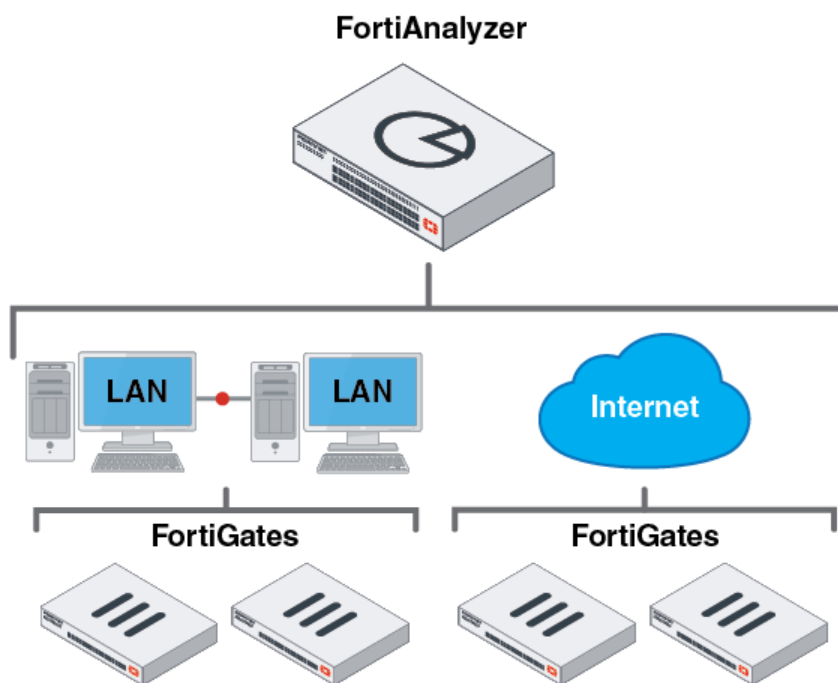 FortiAnalyzer
LAN
LAN
Internet
FortiGates
FortiGates